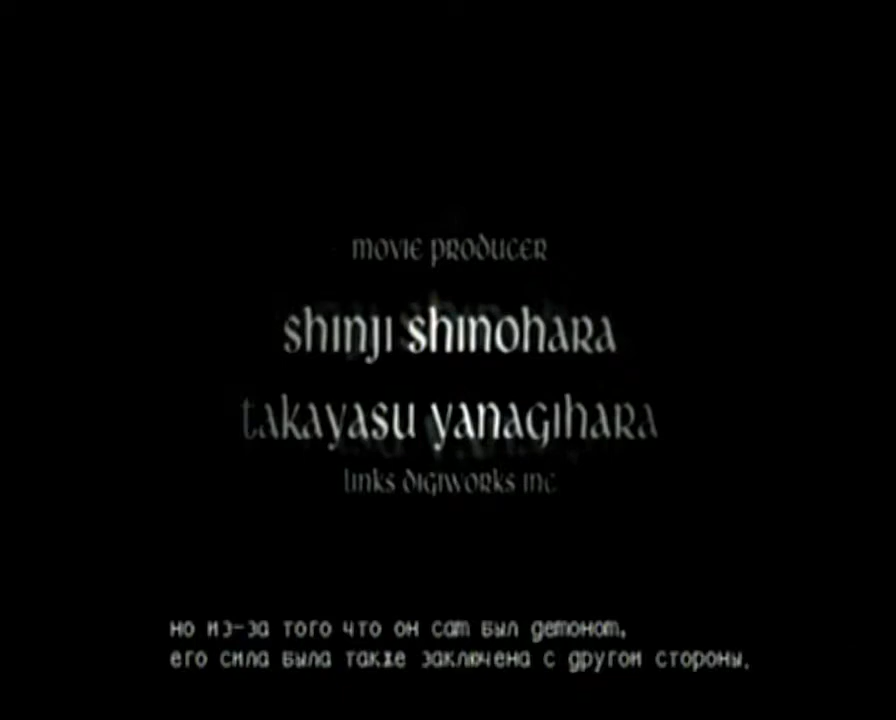 movie producer
shinji shinohara
takayasu yanagihara
links digiworks inc
но из-за того что он сам был демоном,
его сила была также заключена с другой стороны.